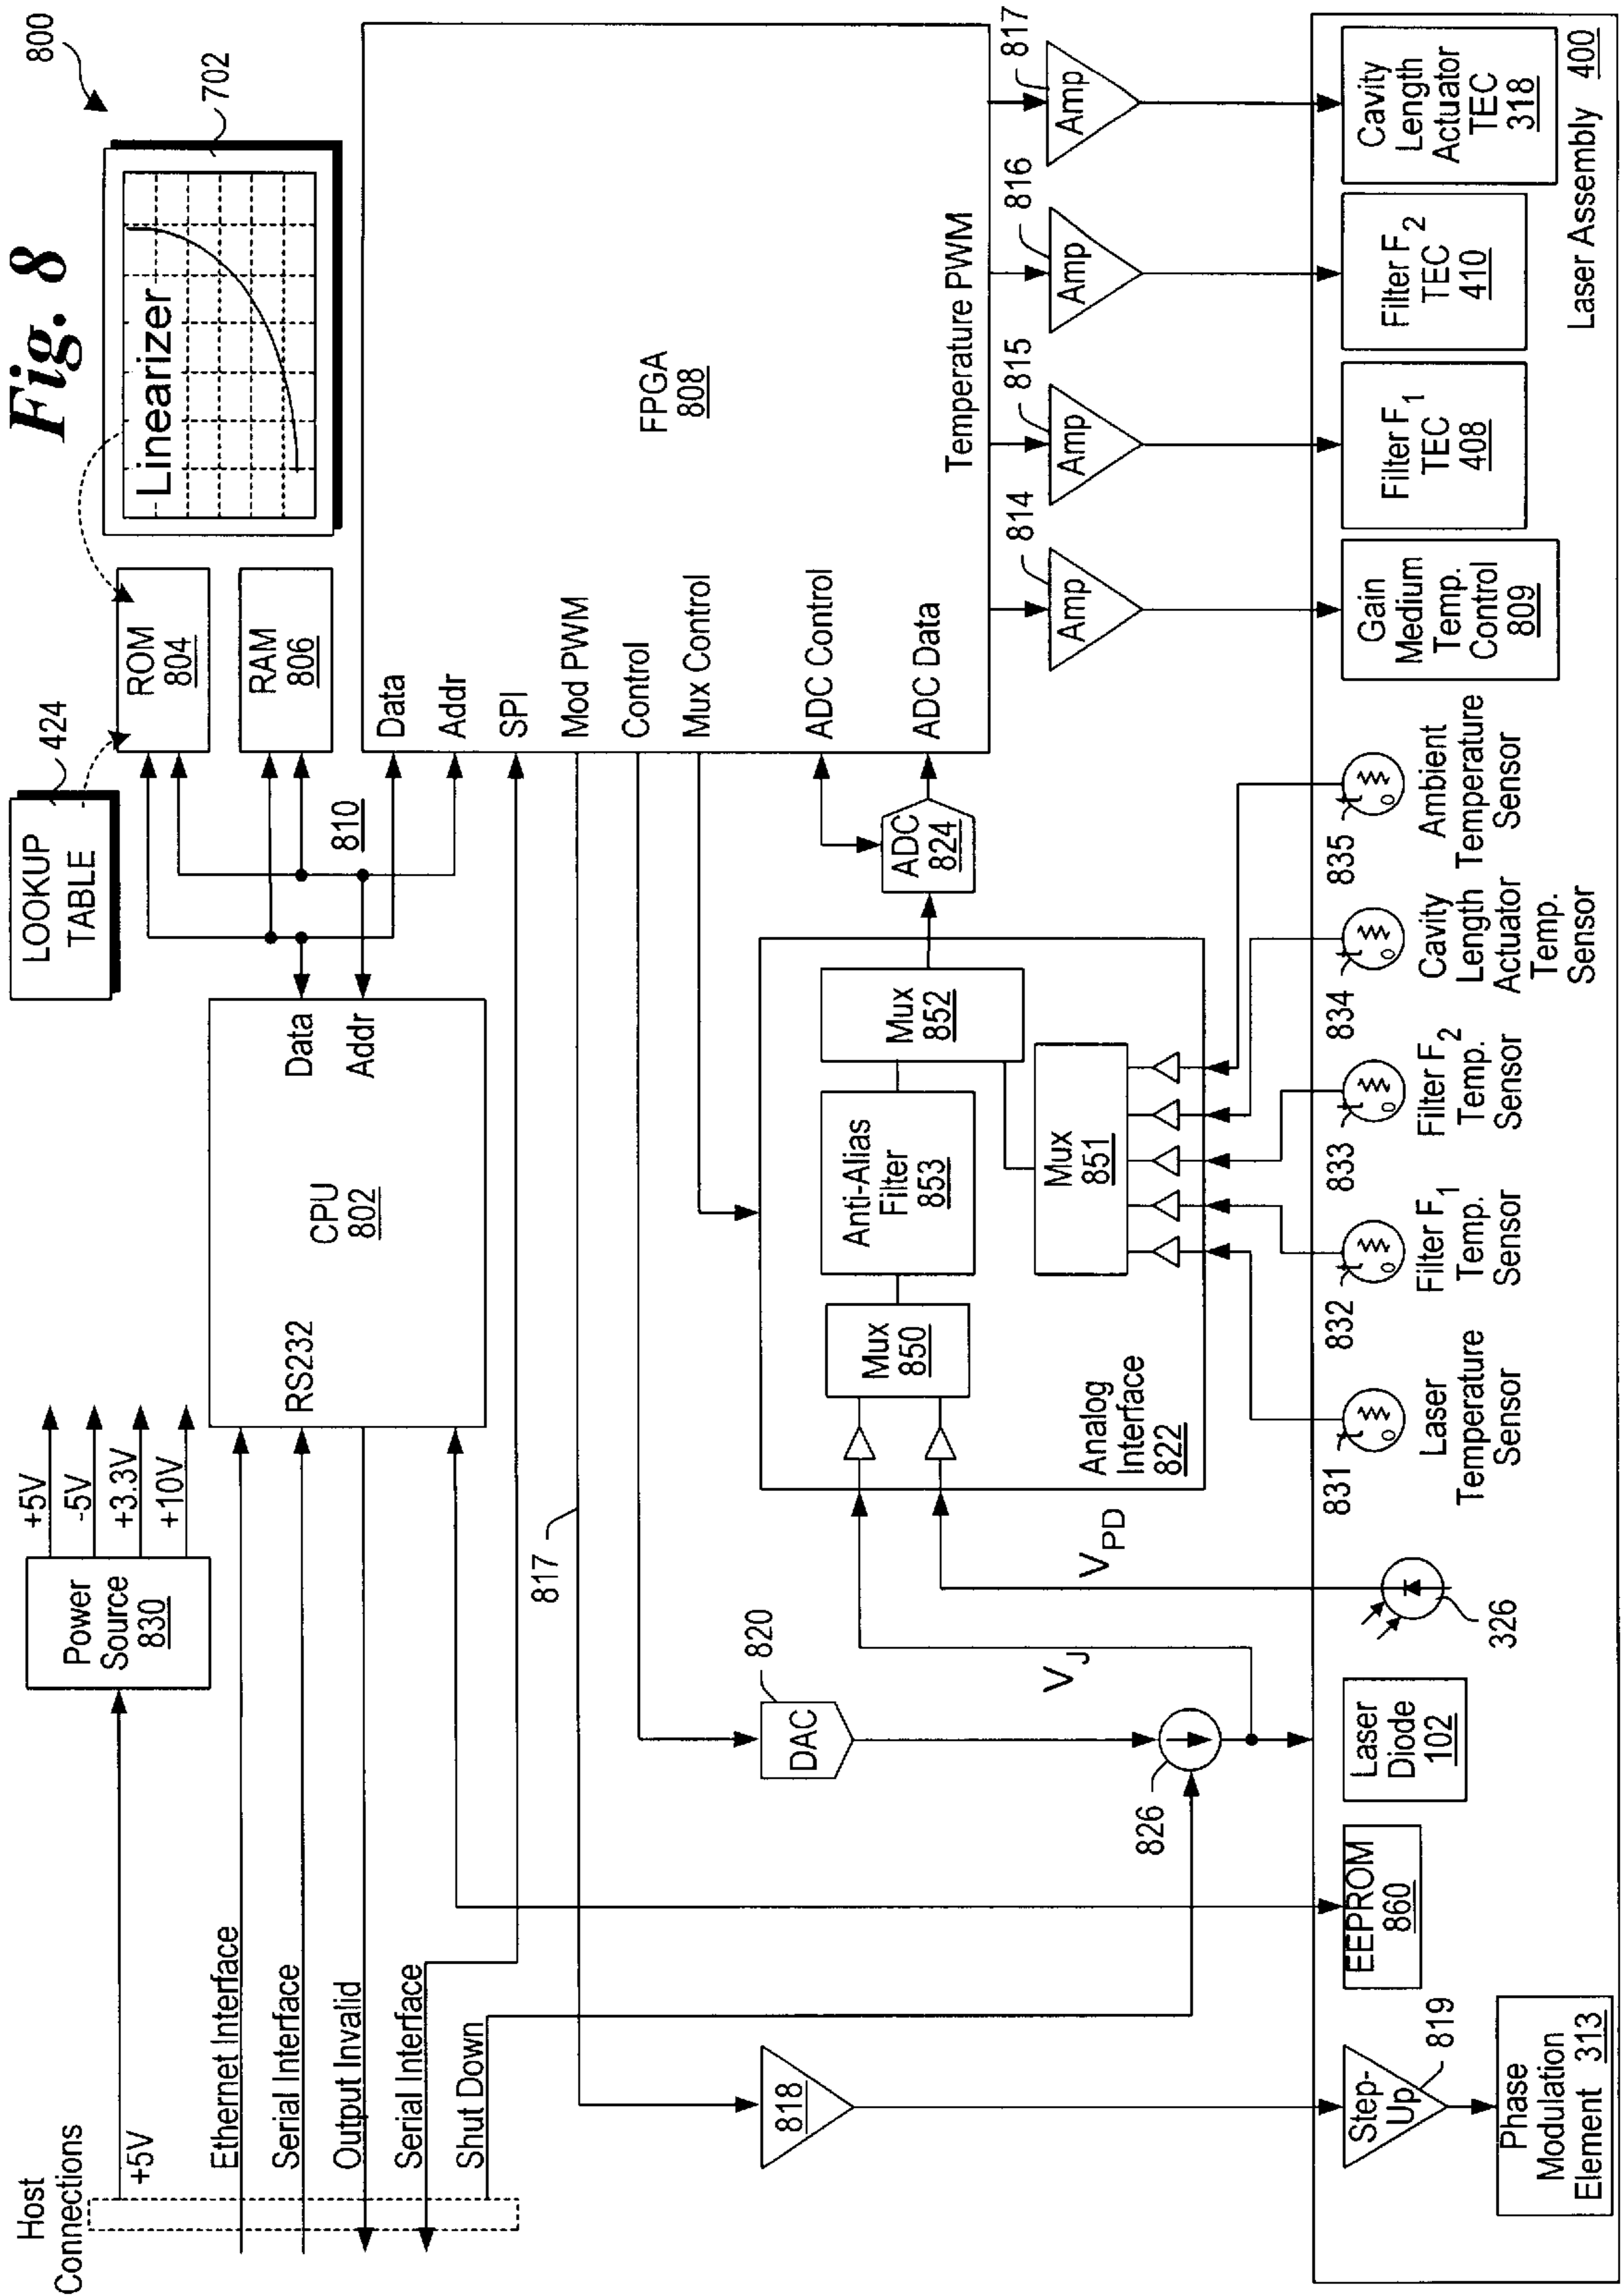 Fig. 8
800
Host
Connections
+5V
Power
Source
830
+5V
-5V
+3.3V
+10V
LOOKUP
TABLE
424
Linearizer
702
Ethernet Interface
Serial Interface
Output Invalid
Serial Interface
Shut Down
RS232
CPU
802
Data
Addr
810
ROM
804
RAM
806
Data
Addr
SPI
Mod PWM
Control
Mux Control
ADC Control
ADC Data
FPGA
808
Temperature PWM
817
818
DAC
820
826
VJ
VPD
Mux
850
Anti-Alias
Filter
853
Mux
852
Mux
851
Analog
Interface
822
ADC
824
Amp
814
Amp
815
Amp
816
Amp
817
Step-
Up
819
Phase
Modulation
Element 313
EEPROM
860
Laser
Diode
102
326
831
Laser
Temperature
Sensor
832
Filter F1
Temp.
Sensor
833
Filter F2
Temp.
Sensor
834
Cavity
Length
Actuator
Temp.
Sensor
835
Ambient
Temperature
Sensor
Gain
Medium
Temp.
Control
809
Filter F1
TEC
408
Filter F2
TEC
410
Cavity
Length
Actuator
TEC
318
Laser Assembly 400